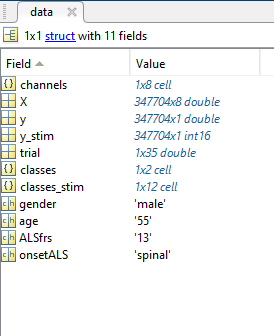 data
1x1 struct with 11 fields
Field Value
channels 1x8 cell
X 347704x8 double
y 347704x1 double
y_stim 347704x1 int16
trial 1x35 double
classes 1x2 cell
classes_stim 1x12 cell
gender 'male'
age '55'
ALSfrs '13'
onsetALS 'spinal'